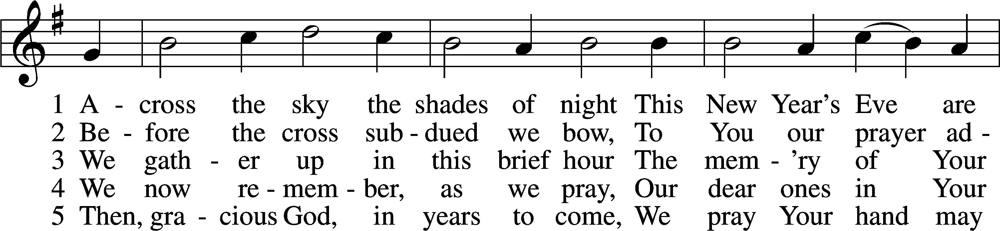 1 A - cross the sky the shades of night This New Year’s Eve are
2 Be - fore the cross sub - dued we bow, To You our prayer ad -
3 We gath - er up in this brief hour The mem - ’ry of Your
4 We now re - mem - ber, as we pray, Our dear ones in Your
5 Then, gra - cious God, in years to come, We pray Your hand may